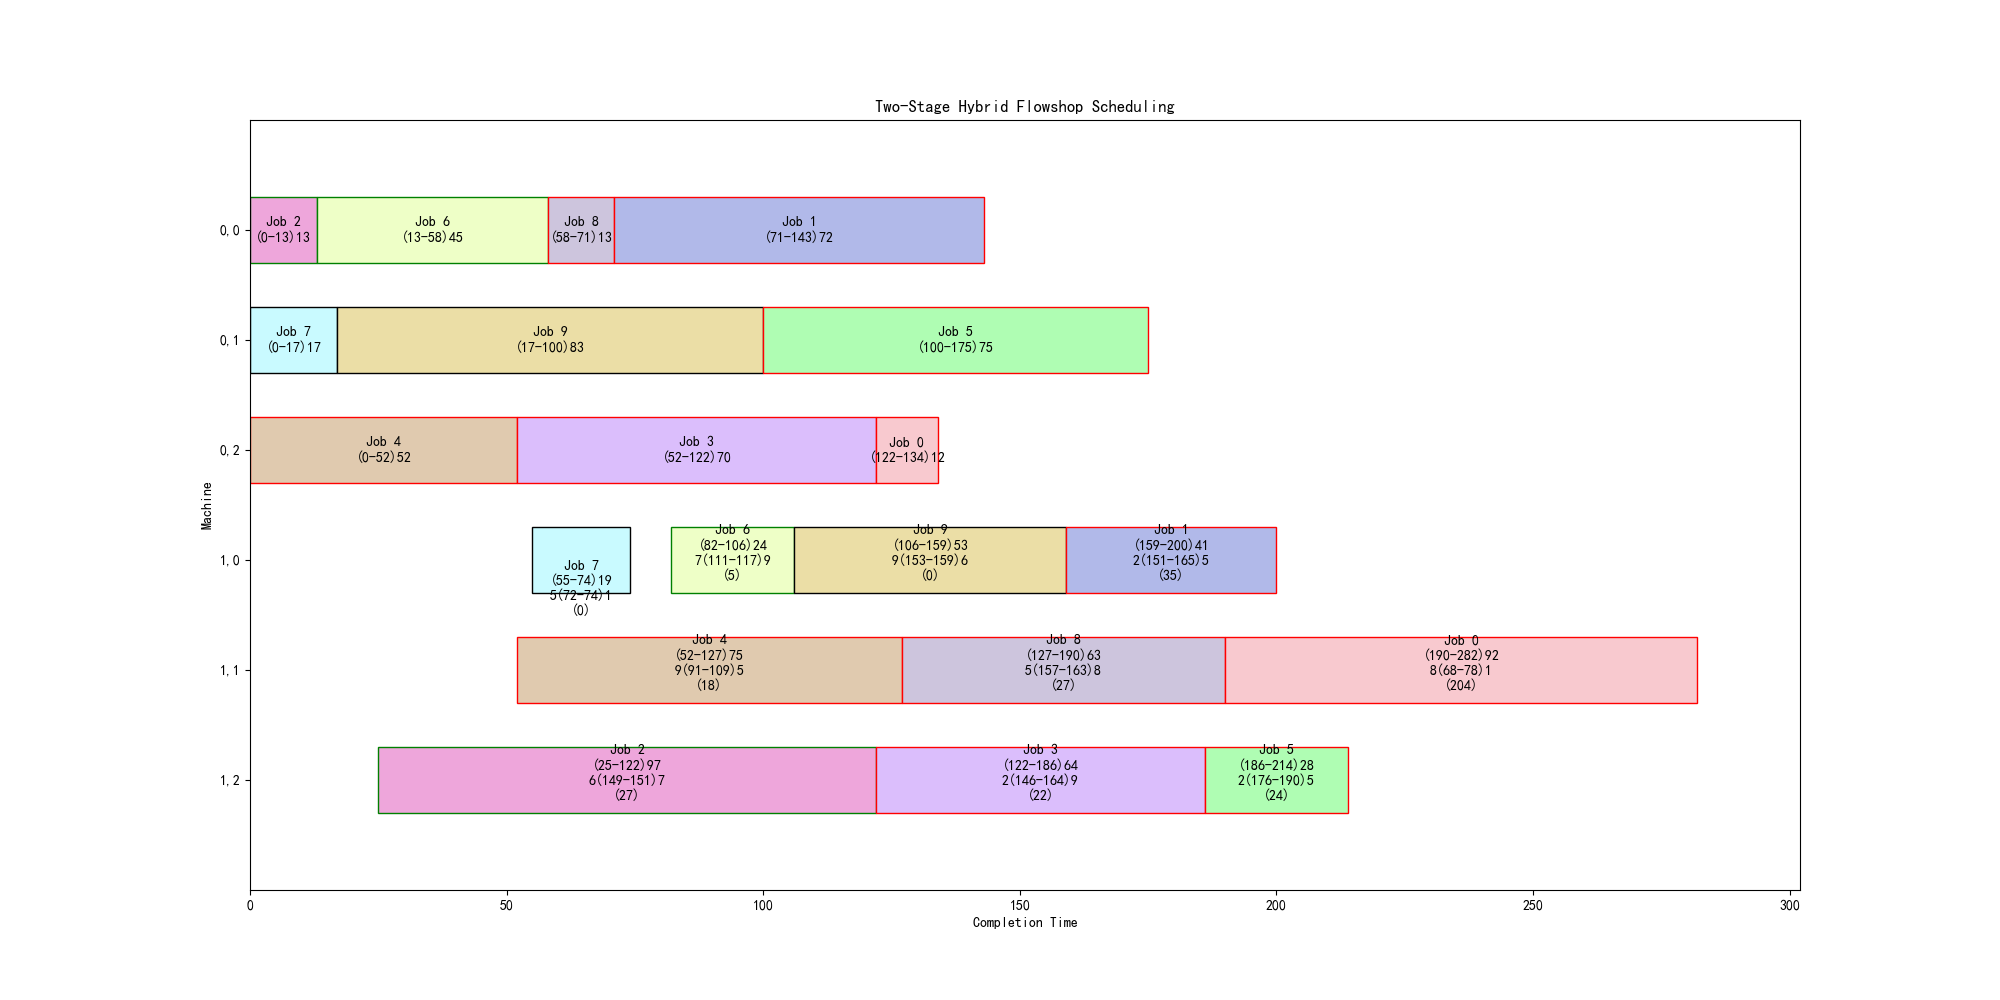 Two-Stage Hybrid Flowshop Scheduling
0,0
Job 2
(0-13)13
Job 6
(13-58)45
Job 8
(58-71)13
Job 1
(71-143)72
0,1
Job 7
(0-17)17
Job 9
(17-100)83
Job 5
(100-175)75
0,2
Job 4
(0-52)52
Job 3
(52-122)70
Job 0
(122-134)12
Machine
1,0
Job 7
(55-74)19
5(72-74)1
(0)
Job 6
(82-106)24
7(111-117)9
(5)
Job 9
(106-159)53
9(153-159)6
(0)
Job 1
(159-200)41
2(151-165)5
(35)
1,1
Job 4
(52-127)75
9(91-109)5
(18)
Job 8
(127-190)63
5(157-163)8
(27)
Job 0
(190-282)92
8(68-78)1
(204)
1,2
Job 2
(25-122)97
6(149-151)7
(27)
Job 3
(122-186)64
2(146-164)9
(22)
Job 5
(186-214)28
2(176-190)5
(24)
0
50
100
150
200
250
300
Completion Time